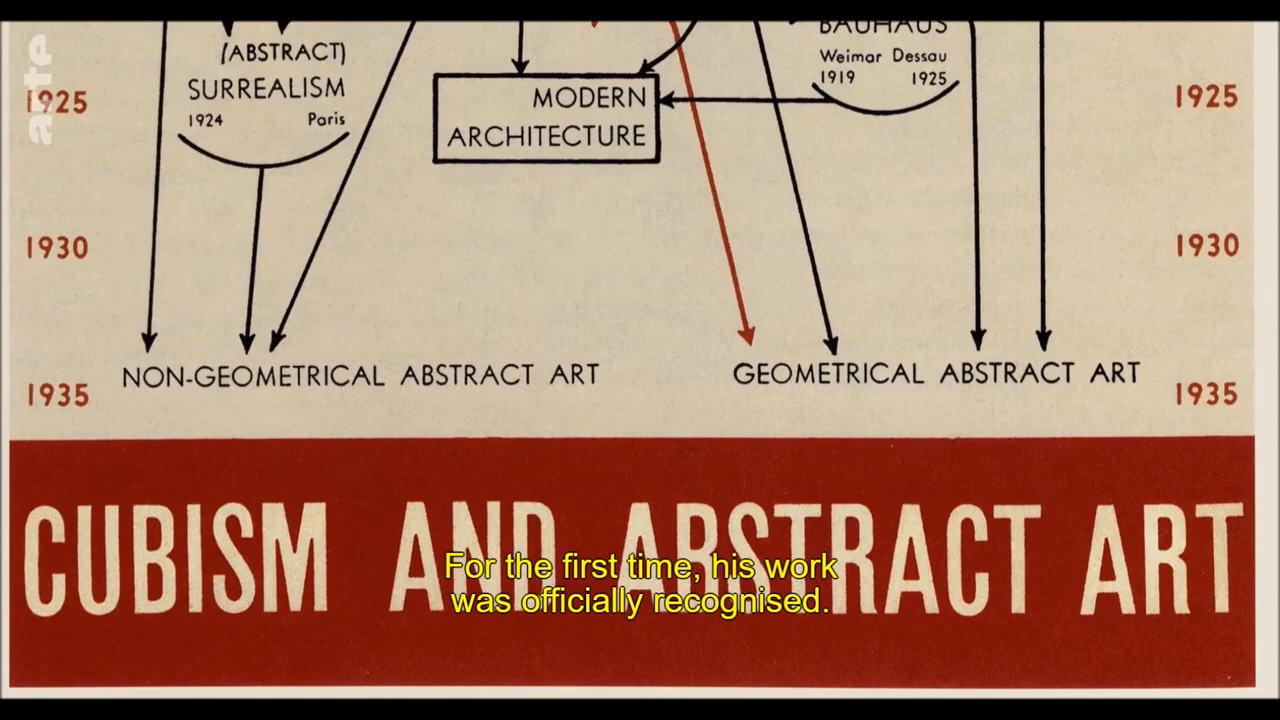 arte
BAUHAUS
(ABSTRACT)
Weimar Dessau
SURREALISM
1919 1925
1925
MODERN
1925
1924 Paris
ARCHITECTURE
1930
1930
NON-GEOMETRICAL ABSTRACT ART
GEOMETRICAL ABSTRACT ART
1935
1935
CUBISM AND ABSTRACT ART
For the first time, his work
was officially recognised.